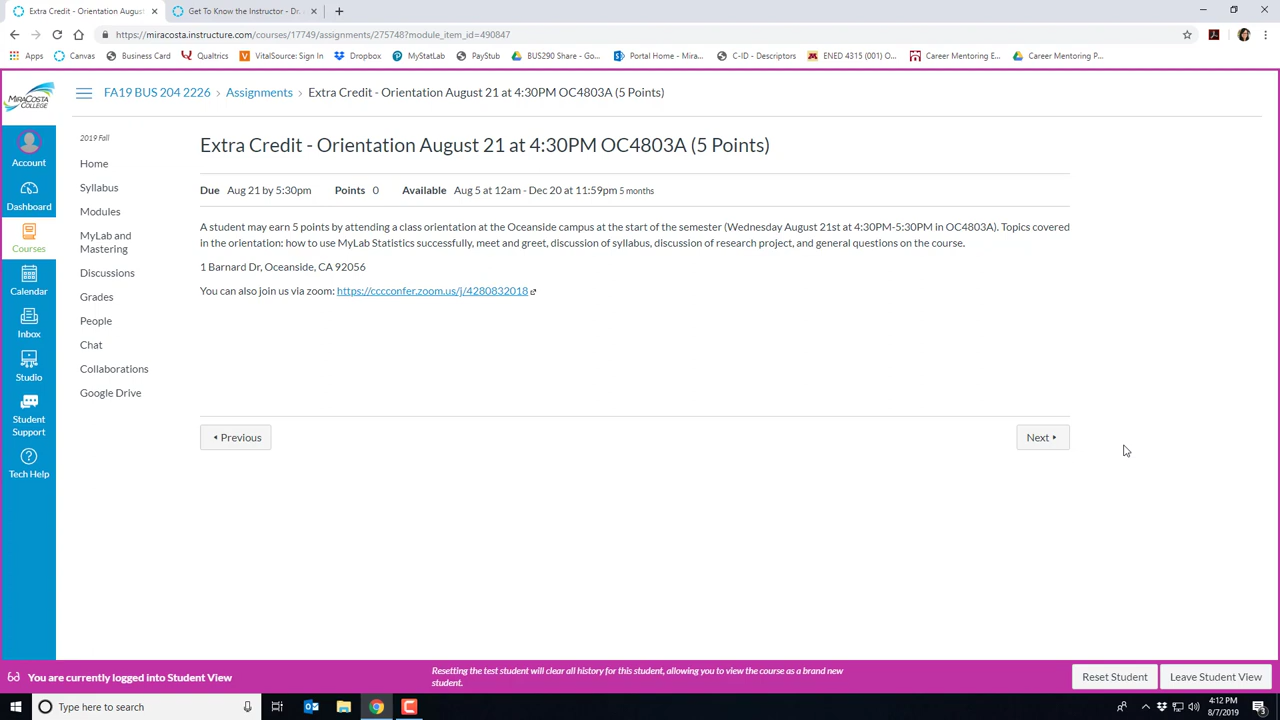 Extra Credit - Orientation August
Get To Know the Instructor - Dr.
https://miracosta.instructure.com/courses/17749/assignments/275748?module_item_id=490847
Apps
Canvas
Business Card
Qualtrics
VitalSource: Sign In
Dropbox
MyStatLab
PayStub
BUS290 Share - Go...
Portal Home - Mira...
C-ID - Descriptors
ENED 4315 (001) O...
Career Mentoring E...
Career Mentoring P...
MIRACOSTA
COLLEGE
FA19 BUS 204 2226 › Assignments › Extra Credit - Orientation August 21 at 4:30PM OC4803A (5 Points)
Account
Dashboard
Courses
Calendar
Inbox
Studio
Student
Support
Tech Help
2019 Fall
Home
Syllabus
Modules
MyLab and
Mastering
Discussions
Grades
People
Chat
Collaborations
Google Drive
Extra Credit - Orientation August 21 at 4:30PM OC4803A (5 Points)
Due Aug 21 by 5:30pm Points 0 Available Aug 5 at 12am - Dec 20 at 11:59pm 5 months
A student may earn 5 points by attending a class orientation at the Oceanside campus at the start of the semester (Wednesday August 21st at 4:30PM-5:30PM in OC4803A). Topics covered
in the orientation: how to use MyLab Statistics successfully, meet and greet, discussion of syllabus, discussion of research project, and general questions on the course.
1 Barnard Dr, Oceanside, CA 92056
You can also join us via zoom: https://cccconfer.zoom.us/j/4280832018
Previous
Next
You are currently logged into Student View
Resetting the test student will clear all history for this student, allowing you to view the course as a brand new
student.
Reset Student
Leave Student View
Type here to search
4:12 PM
8/7/2019
3